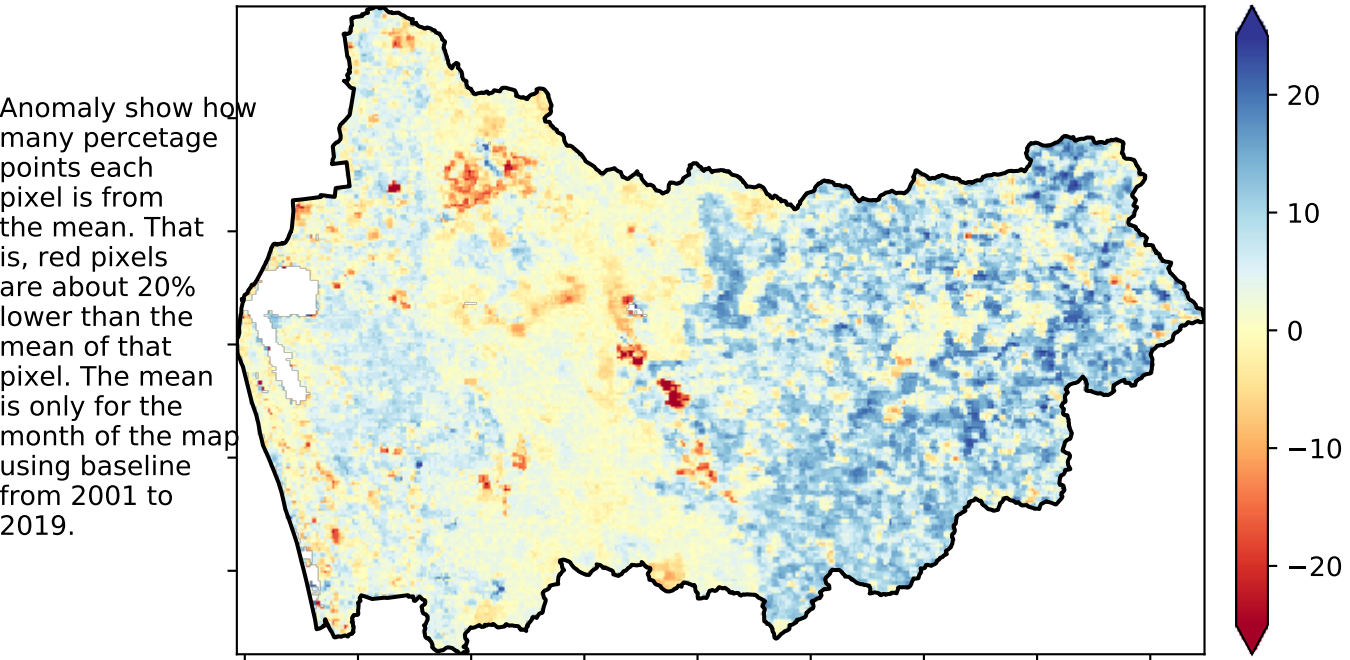 Anomaly show how
many percetage
points each
pixel is from
the mean. That
is, red pixels
are about 20%
lower than the
mean of that
pixel. The mean
is only for the
month of the map
using baseline
from 2001 to
2019.
20
10
0
−10
−20